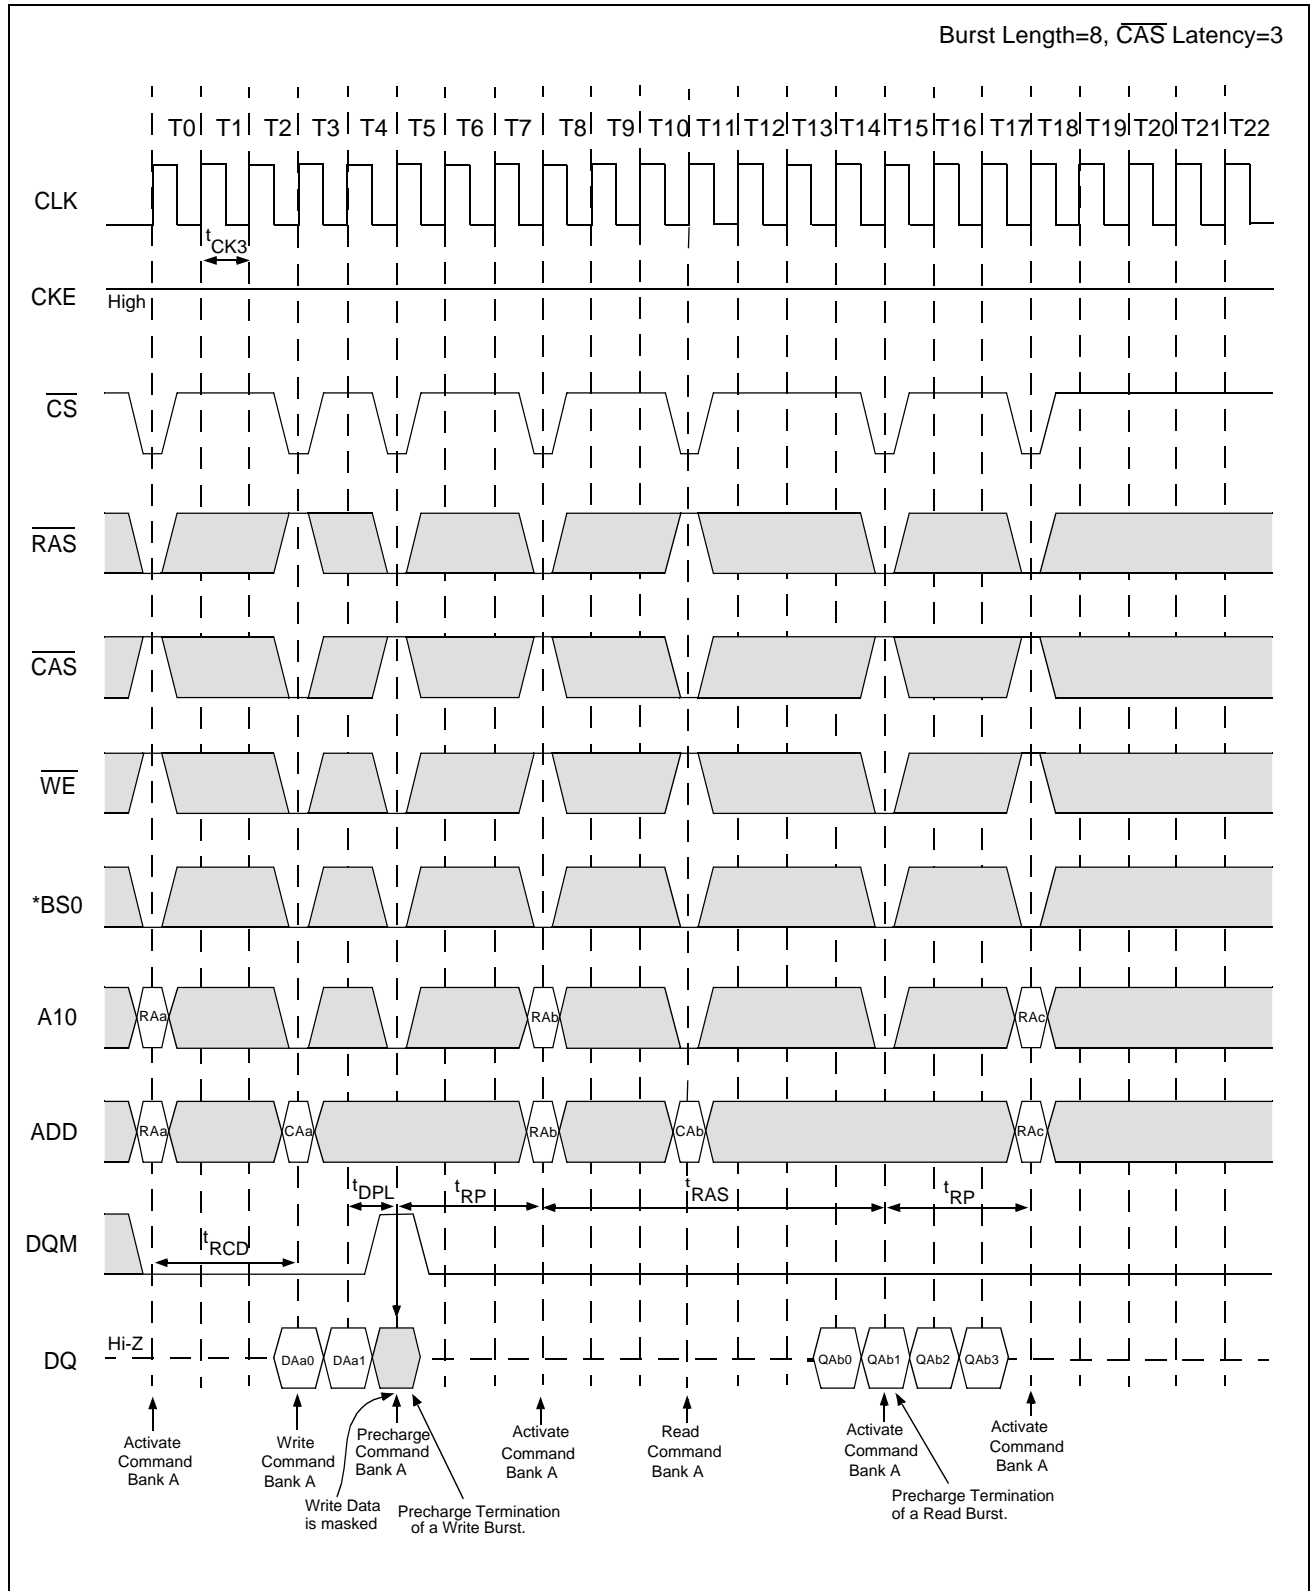 Burst Length=8, CAS Latency=3
T0 T1 T2 T3 T4 T5 T6 T7 T8 T9 T10 T11 T12 T13 T14 T15 T16 T17 T18 T19 T20 T21 T22
CLK
tCK3
CKE
High
CS
RAS
CAS
WE
*BS0
A10
RAa RAb RAc
ADD
RAa CAa RAb CAb RAc
tDPL tRP tRAS tRP
DQM
tRCD
Hi-Z
DQ
DAa0 DAa1 QAb0 QAb1 QAb2 QAb3
Activate
Command
Bank A
Write
Command
Bank A
Write Data
is masked
Precharge
Command
Bank A
Precharge Termination
of a Write Burst.
Activate
Command
Bank A
Read
Command
Bank A
Activate
Command
Bank A
Precharge Termination
of a Read Burst.
Activate
Command
Bank A